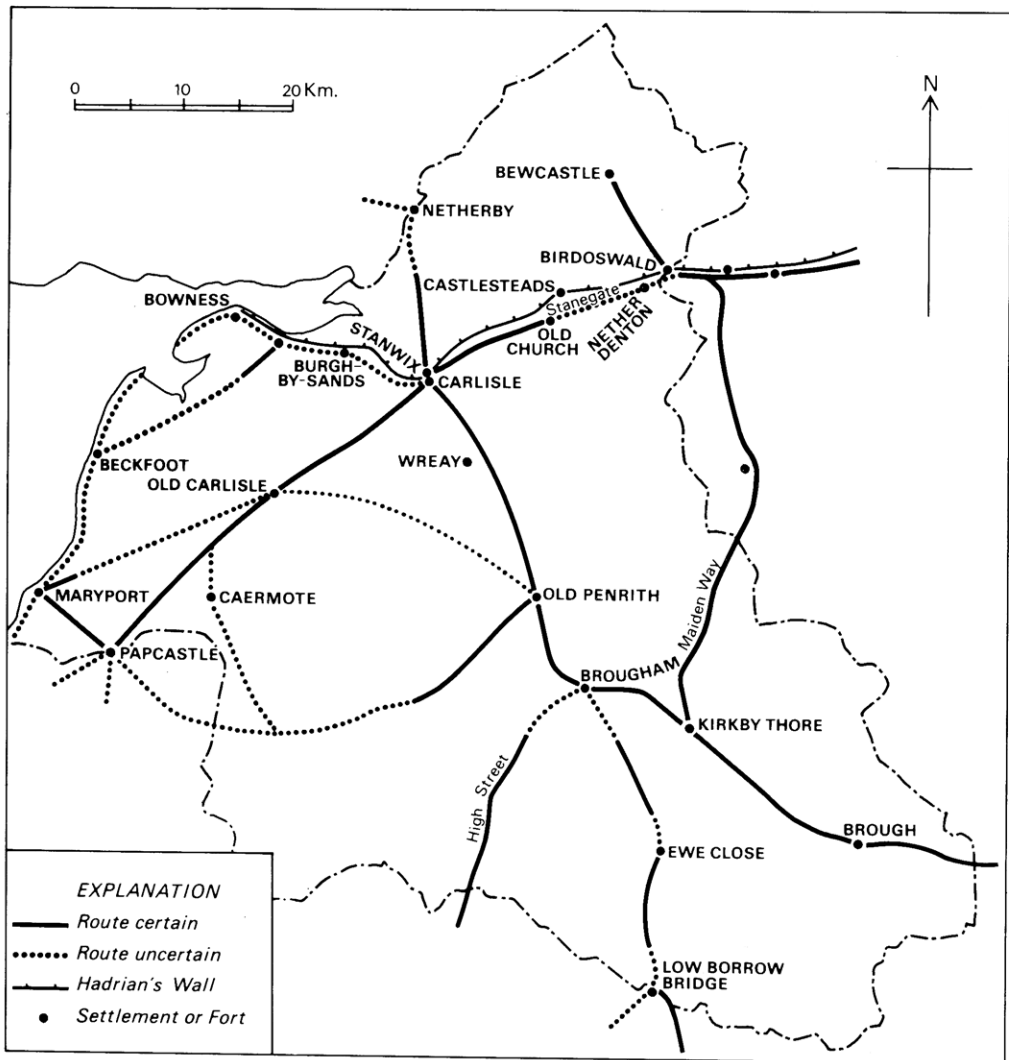 0 10 20 Km.
N
BEWCASTLE
NETHERBY
BIRDOSWALD
CASTLESTEADS
Stanegate
BOWNESS
STANWIX
OLD
CHURCH
NETHER
DENTON
BURGH-
BY-SANDS
CARLISLE
WREAY
BECKFOOT
OLD CARLISLE
MARYPORT
CAERMOTE
OLD PENRITH
Maiden Way
PAPCASTLE
BROUGHAM
KIRKBY THORE
High Street
BROUGH
EWE CLOSE
LOW BORROW
BRIDGE
EXPLANATION
Route certain
Route uncertain
Hadrian's Wall
Settlement or Fort